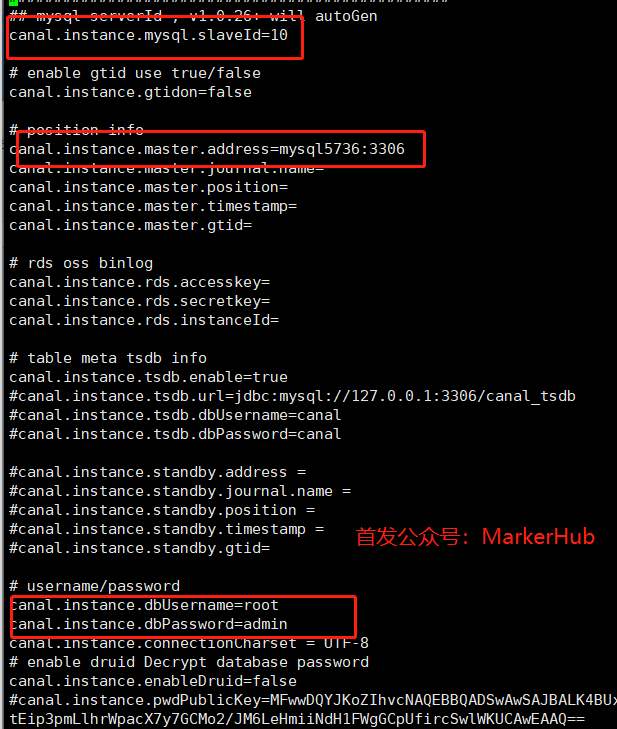 ## mysql serverId , v1.0.26+ will autoGen
canal.instance.mysql.slaveId=10
# enable gtid use true/false
canal.instance.gtidon=false
# position info
canal.instance.master.address=mysql5736:3306
canal.instance.master.journal.name=
canal.instance.master.position=
canal.instance.master.timestamp=
canal.instance.master.gtid=
# rds oss binlog
canal.instance.rds.accesskey=
canal.instance.rds.secretkey=
canal.instance.rds.instanceId=
# table meta tsdb info
canal.instance.tsdb.enable=true
#canal.instance.tsdb.url=jdbc:mysql://127.0.0.1:3306/canal_tsdb
#canal.instance.tsdb.dbUsername=canal
#canal.instance.tsdb.dbPassword=canal
#canal.instance.standby.address =
#canal.instance.standby.journal.name =
#canal.instance.standby.position =
#canal.instance.standby.timestamp =
#canal.instance.standby.gtid=
首发公众号：MarkerHub
# username/password
canal.instance.dbUsername=root
canal.instance.dbPassword=admin
canal.instance.connectionCharset = UTF-8
# enable druid Decrypt database password
canal.instance.enableDruid=false
#canal.instance.pwdPublicKey=MFwwDQYJKoZIhvcNAQEBBQADSwAwSAJBALK4BUx
tEip3pmLlhrWpacX7y7GCMo2/JM6LeHmiiNdH1FWgGCpUfircSwlWKUCAwEAAQ==